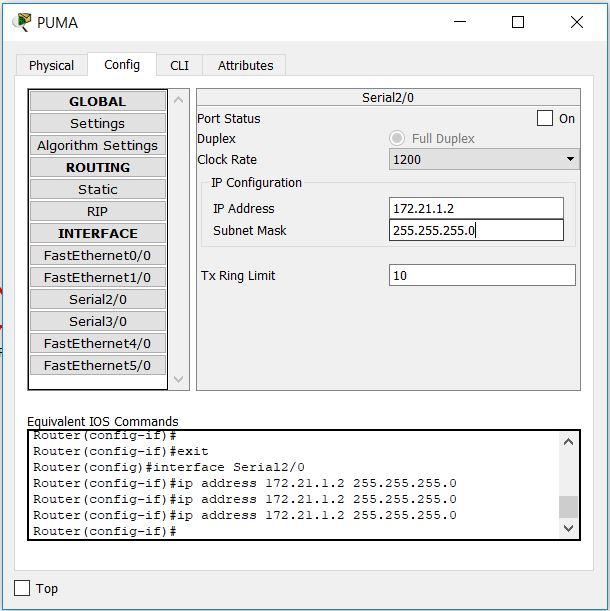 PUMA
Physical Config CLI Attributes
GLOBAL
Settings
Algorithm Settings
ROUTING
Static
RIP
INTERFACE
FastEthernet0/0
FastEthernet1/0
Serial2/0
Serial3/0
FastEthernet4/0
FastEthernet5/0
Serial2/0
Port Status On
Duplex Full Duplex
Clock Rate 1200
IP Configuration
IP Address 172.21.1.2
Subnet Mask 255.255.255.0
Tx Ring Limit 10
Equivalent IOS Commands
Router(config-if)#
Router(config-if)#exit
Router(config)#interface Serial2/0
Router(config-if)#ip address 172.21.1.2 255.255.255.0
Router(config-if)#ip address 172.21.1.2 255.255.255.0
Router(config-if)#ip address 172.21.1.2 255.255.255.0
Router(config-if)#
Top